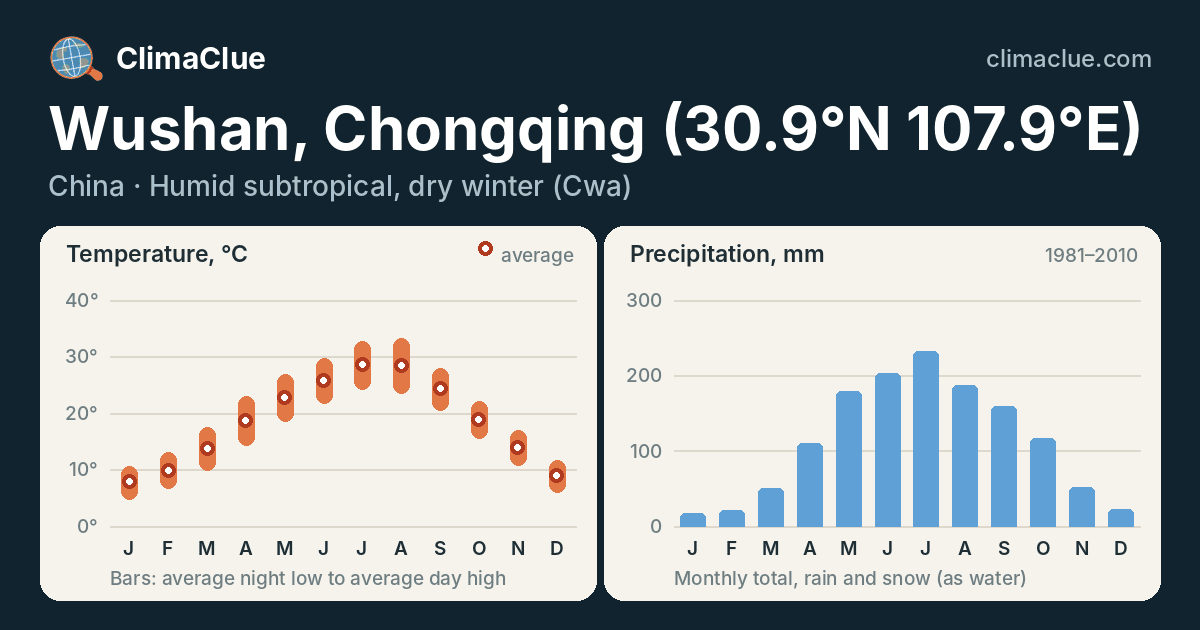 ClimaClue
climaclue.com
Wushan, Chongqing (30.9°N 107.9°E)
China · Humid subtropical, dry winter (Cwa)
Temperature, °C
average
40°
30°
20°
10°
0°
J F M A M J J A S O N D
Bars: average night low to average day high
Precipitation, mm
1981–2010
300
200
100
0
J F M A M J J A S O N D
Monthly total, rain and snow (as water)